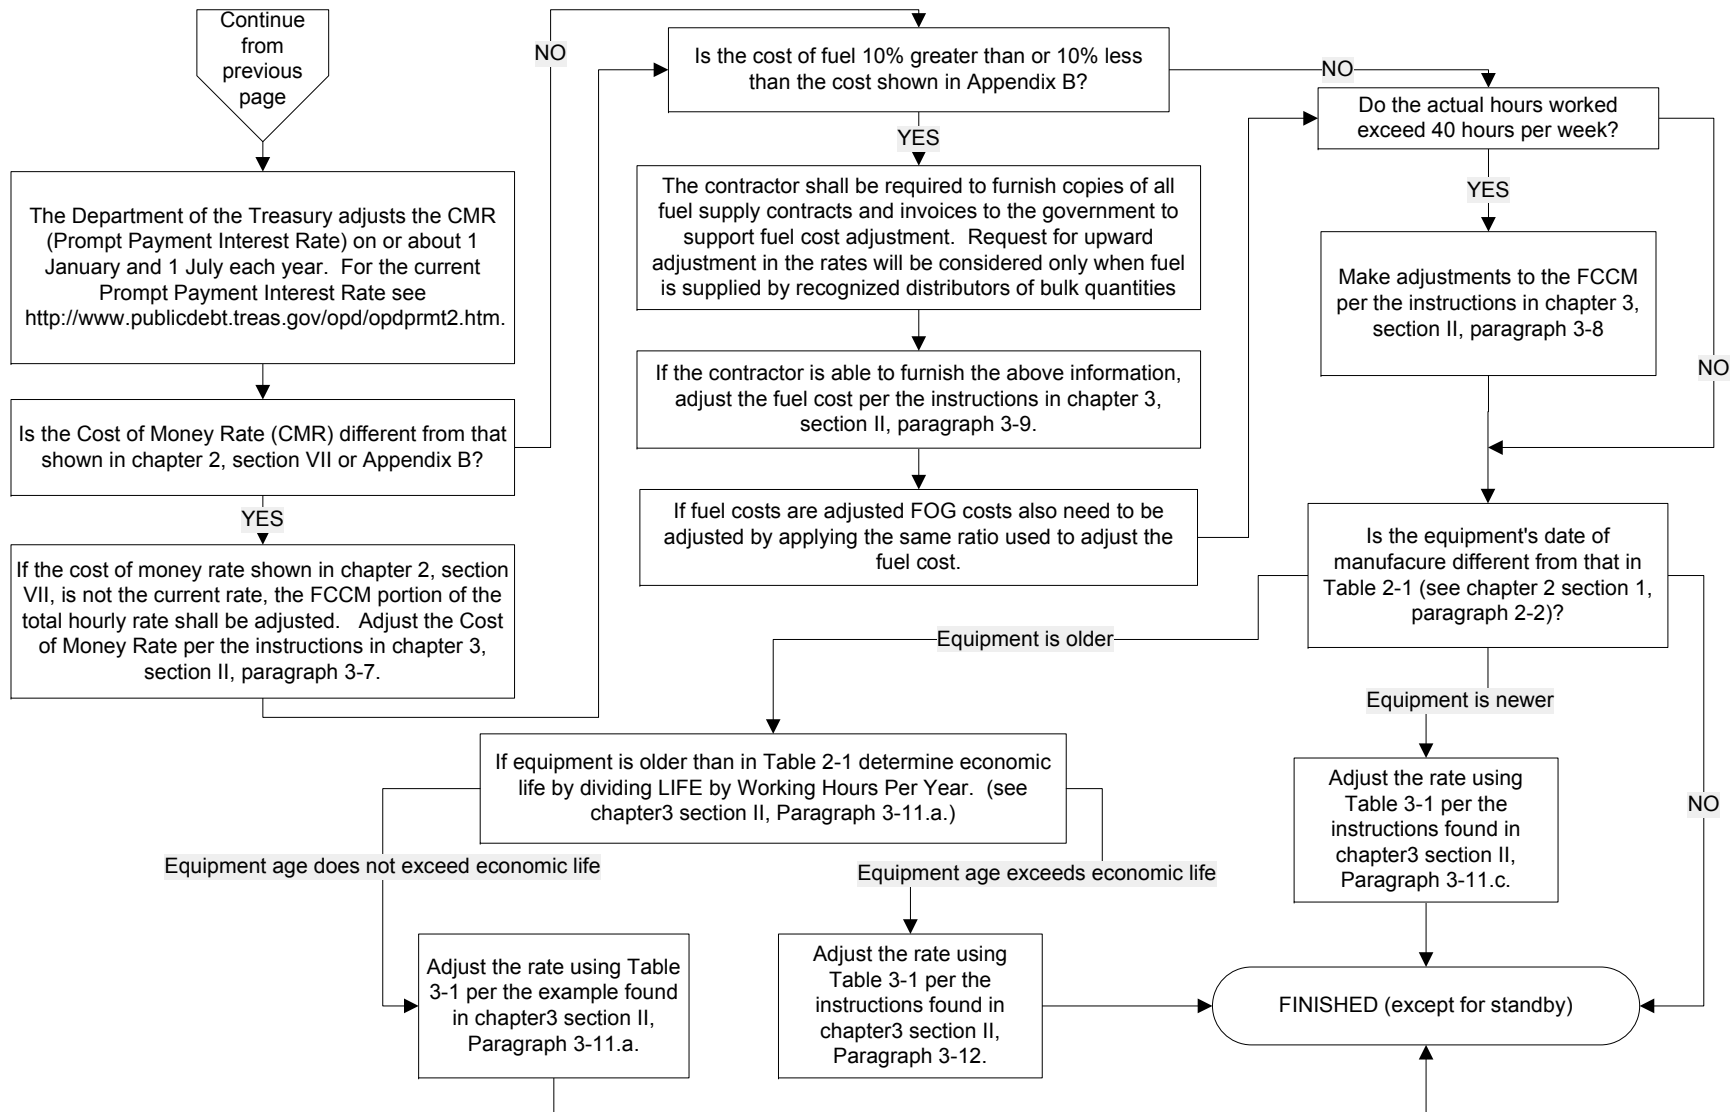 Continue
from
previous
page
The Department of the Treasury adjusts the CMR
(Prompt Payment Interest Rate) on or about 1
January and 1 July each year.  For the current
Prompt Payment Interest Rate see
http://www.publicdebt.treas.gov/opd/opdprmt2.htm.
Is the Cost of Money Rate (CMR) different from that
shown in chapter 2, section VII or Appendix B?
NO
YES
If the cost of money rate shown in chapter 2, section
VII, is not the current rate, the FCCM portion of the
total hourly rate shall be adjusted.   Adjust the Cost
of Money Rate per the instructions in chapter 3,
section II, paragraph 3-7.
Is the cost of fuel 10% greater than or 10% less
than the cost shown in Appendix B?
NO
YES
The contractor shall be required to furnish copies of all
fuel supply contracts and invoices to the government to
support fuel cost adjustment.  Request for upward
adjustment in the rates will be considered only when fuel
is supplied by recognized distributors of bulk quantities
If the contractor is able to furnish the above information,
adjust the fuel cost per the instructions in chapter 3,
section II, paragraph 3-9.
If fuel costs are adjusted FOG costs also need to be
adjusted by applying the same ratio used to adjust the
fuel cost.
Do the actual hours worked
exceed 40 hours per week?
YES
NO
Make adjustments to the FCCM
per the instructions in chapter 3,
section II, paragraph 3-8
Is the equipment's date of
manufacure different from that in
Table 2-1 (see chapter 2 section 1,
paragraph 2-2)?
Equipment is older
Equipment is newer
NO
If equipment is older than in Table 2-1 determine economic
life by dividing LIFE by Working Hours Per Year.  (see
chapter3 section II, Paragraph 3-11.a.)
Equipment age does not exceed economic life
Equipment age exceeds economic life
Adjust the rate using Table
3-1 per the example found
in chapter3 section II,
Paragraph 3-11.a.
Adjust the rate using
Table 3-1 per the
instructions found in
chapter3 section II,
Paragraph 3-12.
Adjust the rate using
Table 3-1 per the
instructions found in
chapter3 section II,
Paragraph 3-11.c.
FINISHED (except for standby)